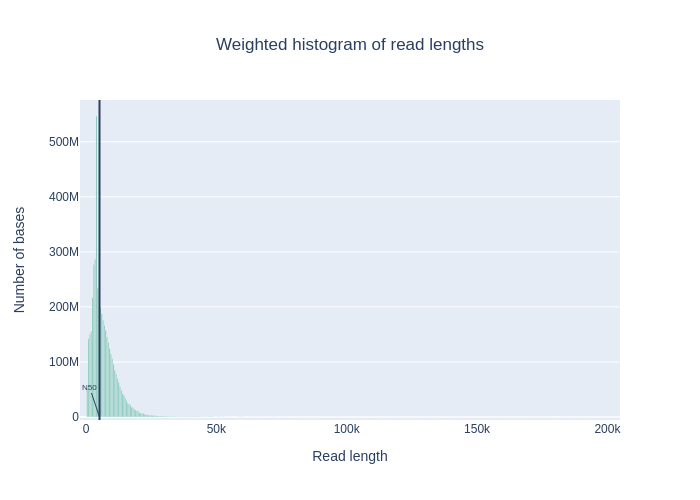 Weighted histogram of read lengths
Number of bases
500M
400M
300M
200M
100M
0
N50
0 50k 100k 150k 200k
Read length